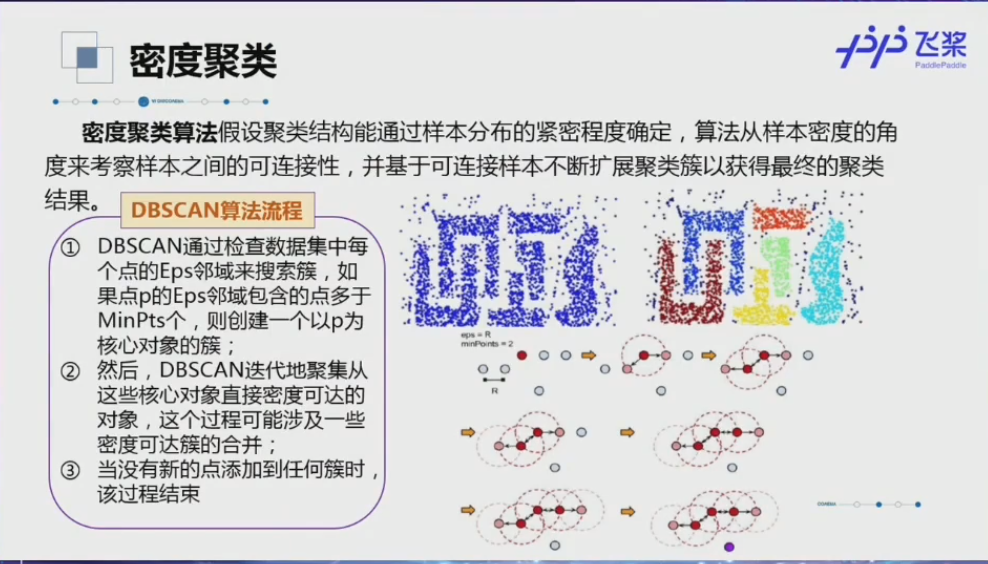 密度聚类
飞桨
PaddlePaddle
密度聚类算法假设聚类结构能通过样本分布的紧密程度确定，算法从样本密度的角
度来考察样本之间的可连接性，并基于可连接样本不断扩展聚类簇以获得最终的聚类
结果。
DBSCAN算法流程
① DBSCAN通过检查数据集中每
个点的Eps邻域来搜索簇，如
果点p的Eps邻域包含的点多于
MinPts个，则创建一个以p为
核心对象的簇；
② 然后，DBSCAN迭代地聚集从
这些核心对象直接密度可达的
对象，这个过程可能涉及一些
密度可达簇的合并；
③ 当没有新的点添加到任何簇时，
该过程结束
eps = R
minPoints = 2
R